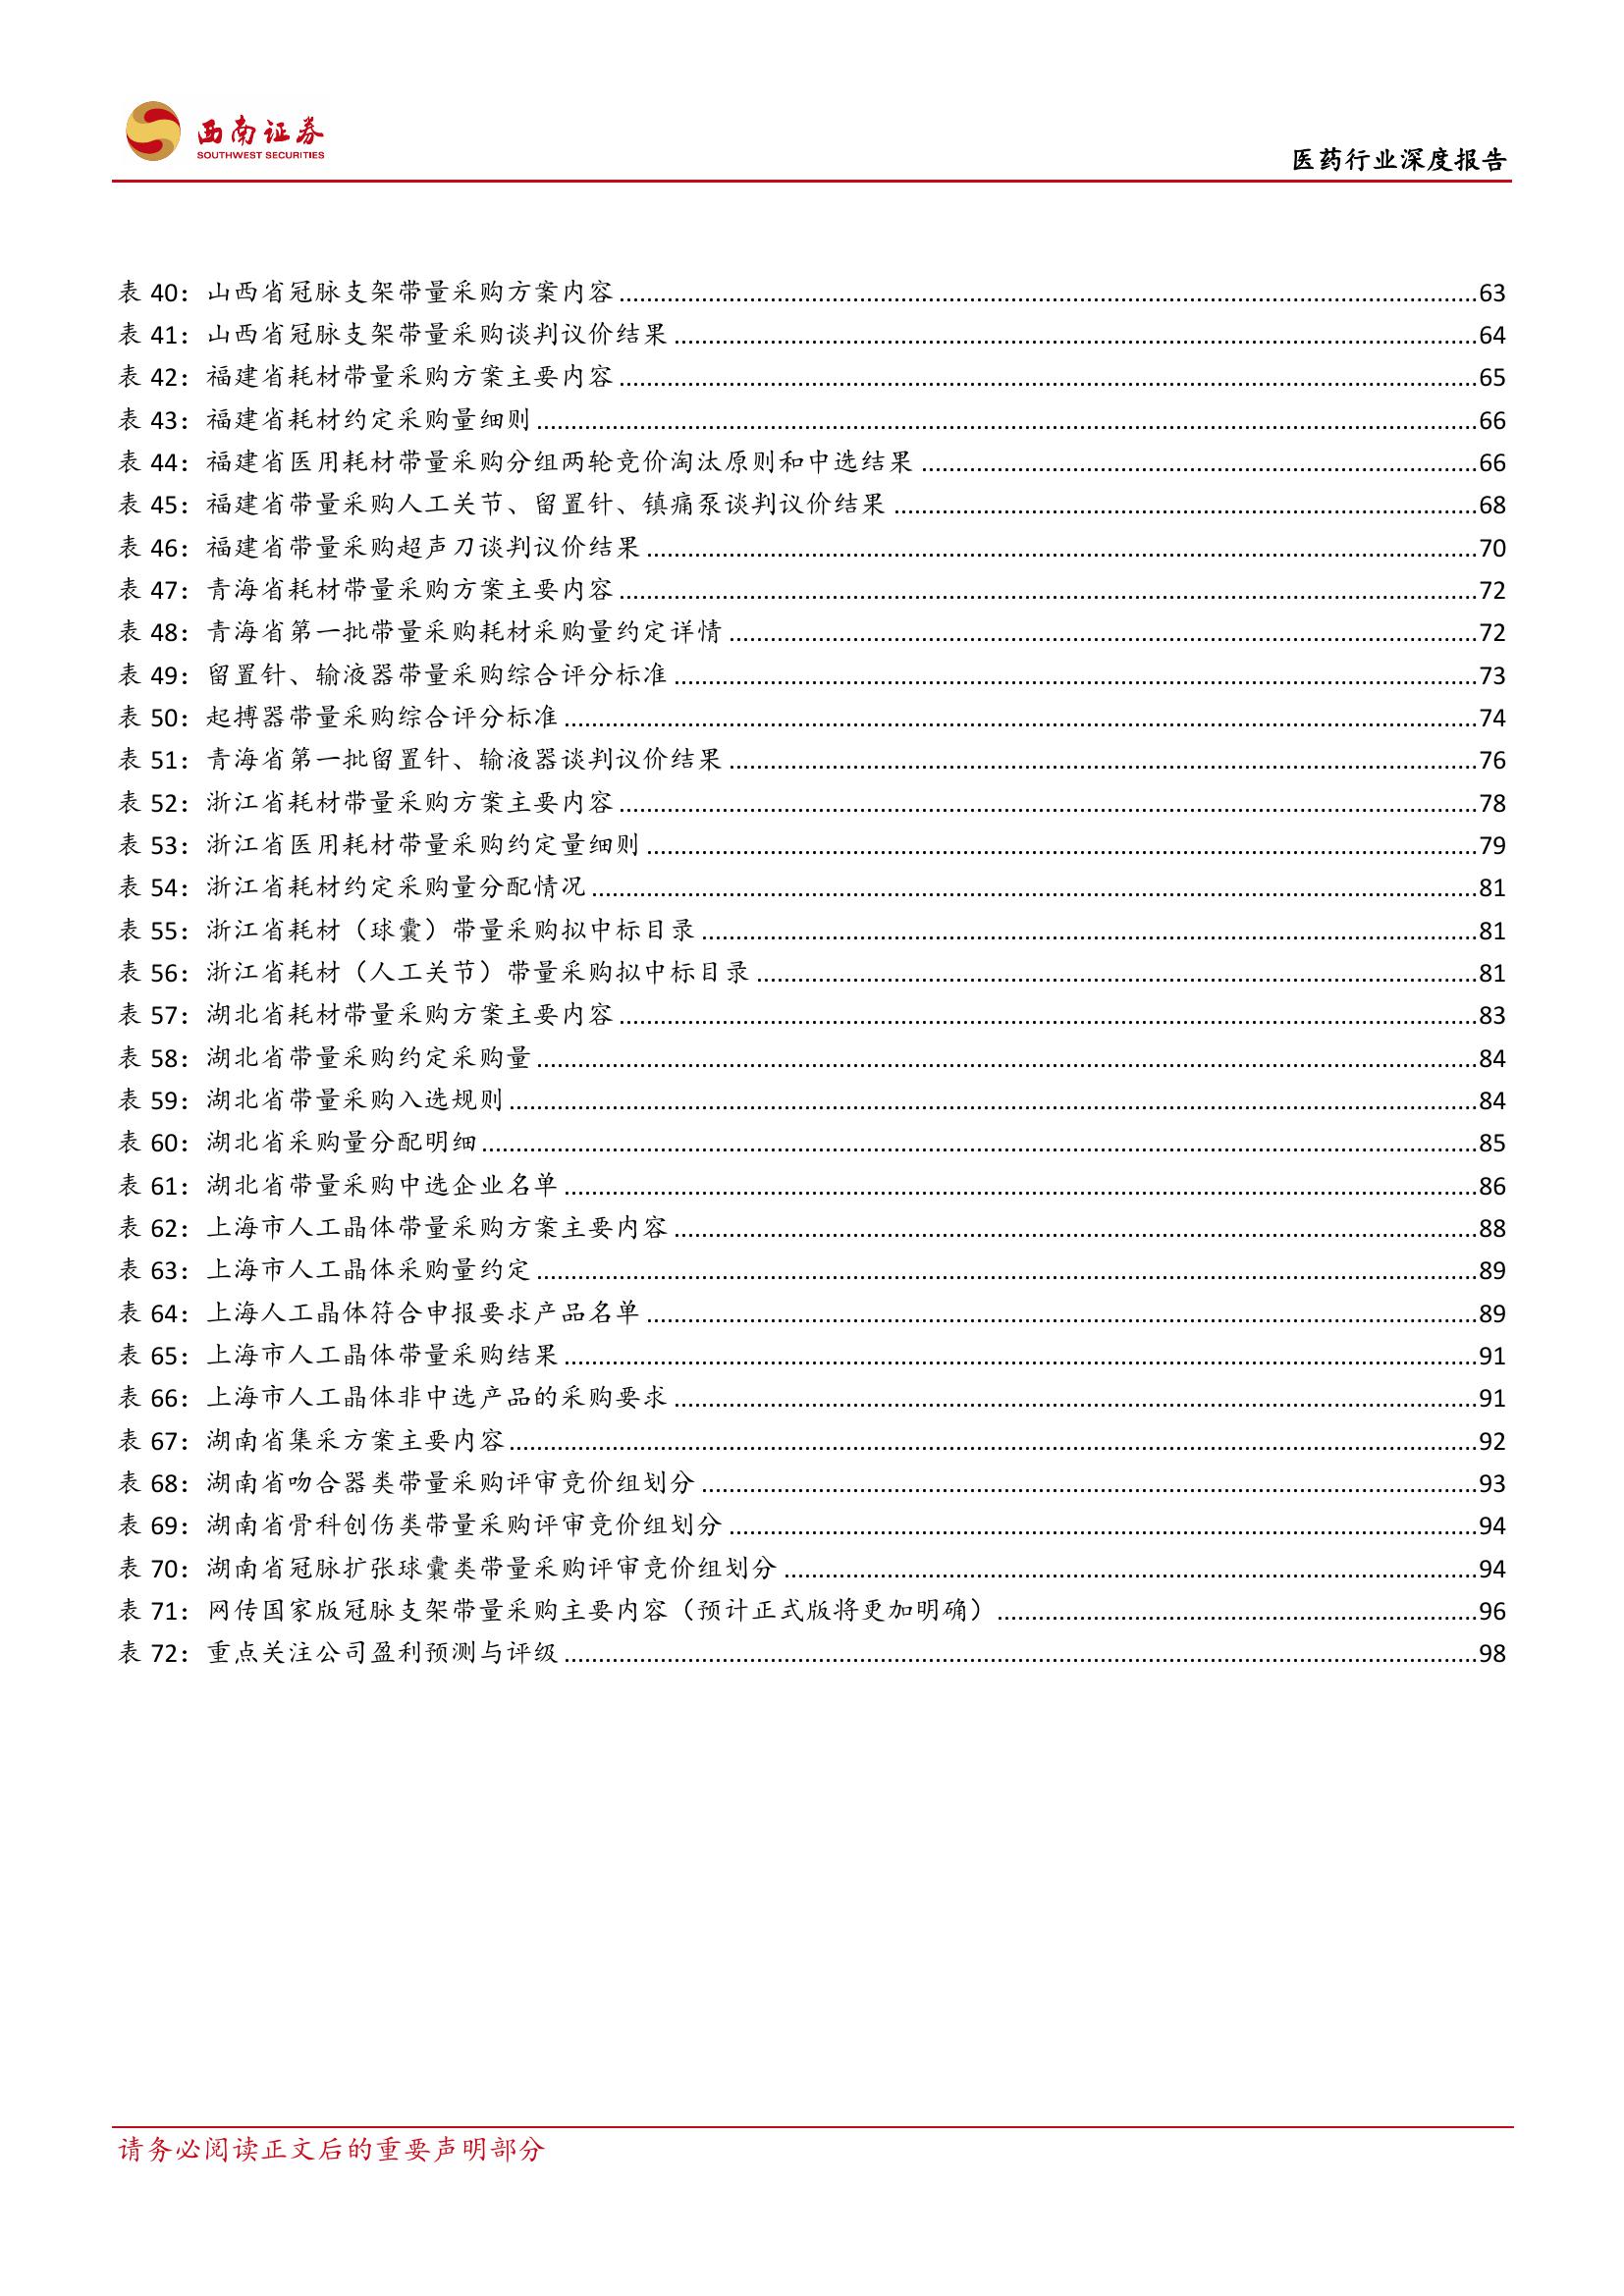 西南证券
SOUTHWEST SECURITIES
医药行业深度报告
表 40：山西省冠脉支架带量采购方案内容 ........ 63
表 41：山西省冠脉支架带量采购谈判议价结果 ........ 64
表 42：福建省耗材带量采购方案主要内容 ........ 65
表 43：福建省耗材约定采购量细则 ........ 66
表 44：福建省医用耗材带量采购分组两轮竞价淘汰原则和中选结果 ........ 66
表 45：福建省带量采购人工关节、留置针、镇痛泵谈判议价结果 ........ 68
表 46：福建省带量采购超声刀谈判议价结果 ........ 70
表 47：青海省耗材带量采购方案主要内容 ........ 72
表 48：青海省第一批带量采购耗材采购量约定详情 ........ 72
表 49：留置针、输液器带量采购综合评分标准 ........ 73
表 50：起搏器带量采购综合评分标准 ........ 74
表 51：青海省第一批留置针、输液器谈判议价结果 ........ 76
表 52：浙江省耗材带量采购方案主要内容 ........ 78
表 53：浙江省医用耗材带量采购约定量细则 ........ 79
表 54：浙江省耗材约定采购量分配情况 ........ 81
表 55：浙江省耗材（球囊）带量采购拟中标目录 ........ 81
表 56：浙江省耗材（人工关节）带量采购拟中标目录 ........ 81
表 57：湖北省耗材带量采购方案主要内容 ........ 83
表 58：湖北省带量采购约定采购量 ........ 84
表 59：湖北省带量采购入选规则 ........ 84
表 60：湖北省采购量分配明细 ........ 85
表 61：湖北省带量采购中选企业名单 ........ 86
表 62：上海市人工晶体带量采购方案主要内容 ........ 88
表 63：上海市人工晶体采购量约定 ........ 89
表 64：上海人工晶体符合申报要求产品名单 ........ 89
表 65：上海市人工晶体带量采购结果 ........ 91
表 66：上海市人工晶体非中选产品的采购要求 ........ 91
表 67：湖南省集采方案主要内容 ........ 92
表 68：湖南省吻合器类带量采购评审竞价组划分 ........ 93
表 69：湖南省骨科创伤类带量采购评审竞价组划分 ........ 94
表 70：湖南省冠脉扩张球囊类带量采购评审竞价组划分 ........ 94
表 71：网传国家版冠脉支架带量采购主要内容（预计正式版将更加明确） ........ 96
表 72：重点关注公司盈利预测与评级 ........ 98
请务必阅读正文后的重要声明部分